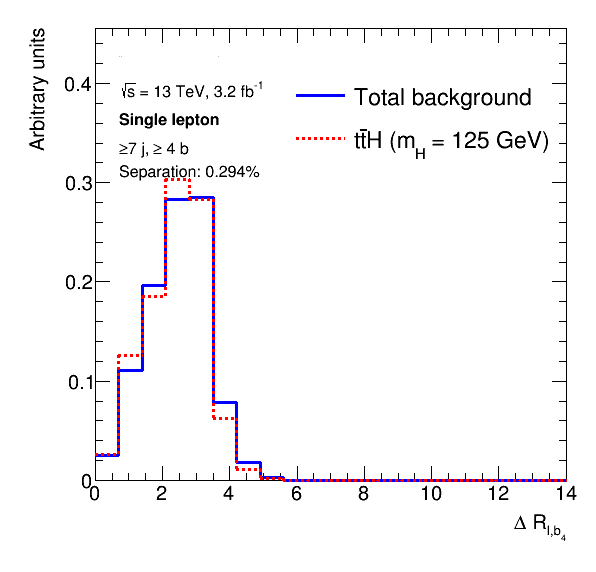 Arbitrary units
√s = 13 TeV, 3.2 fb⁻¹
Single lepton
≥7 j, ≥ 4 b
Separation: 0.294%
Total background
tt̄H (m_H = 125 GeV)
0.4
0.3
0.2
0.1
0
0 2 4 6 8 10 12 14
Δ R_l,b_4